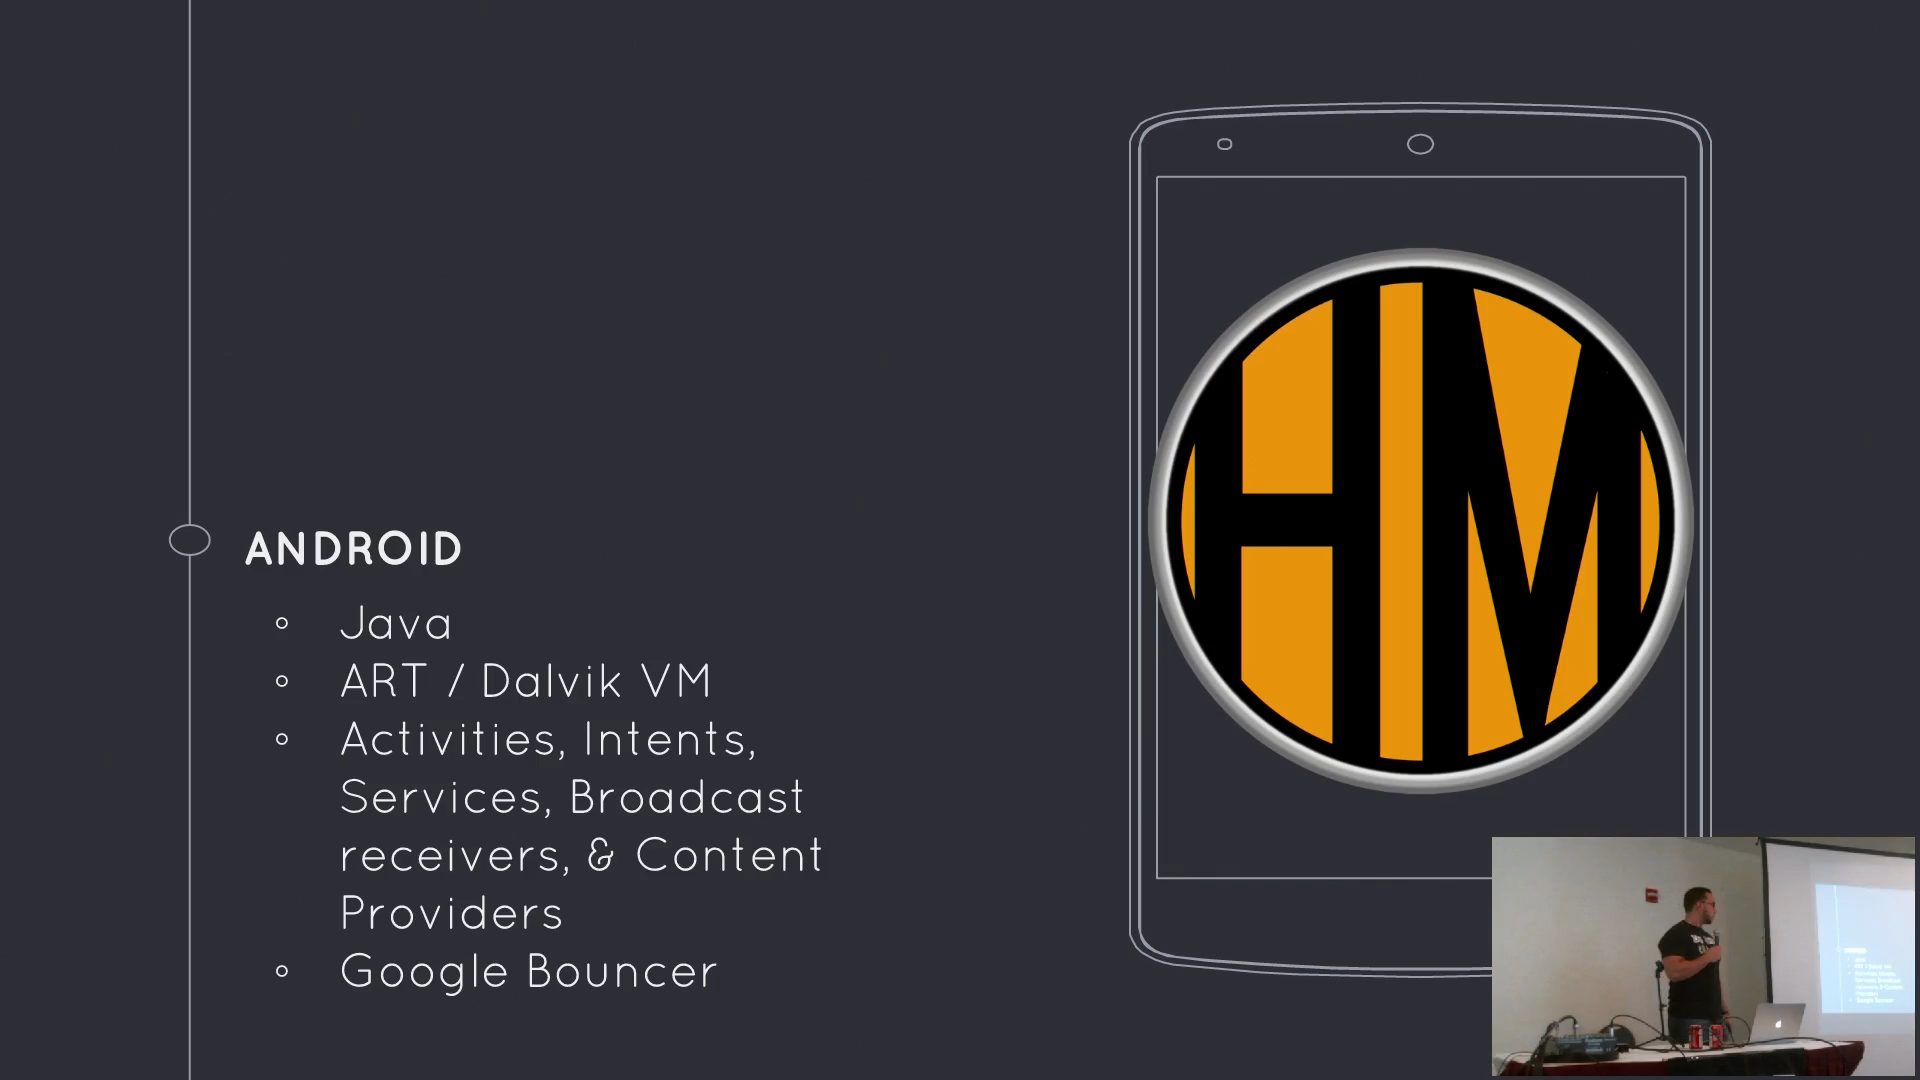 HM
ANDROID
Java
ART / Dalvik VM
Activities, Intents,
Services, Broadcast
receivers, & Content
Providers
Google Bouncer